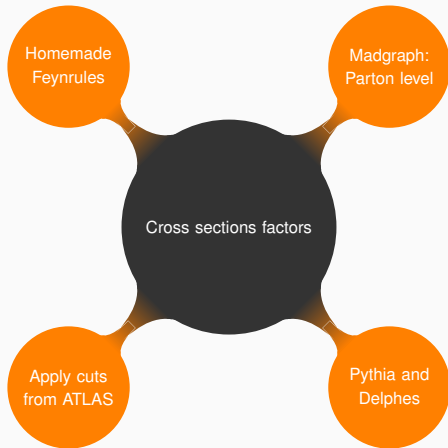 Homemade
Feynrules
Madgraph:
Parton level
Cross sections factors
Apply cuts
from ATLAS
Pythia and
Delphes